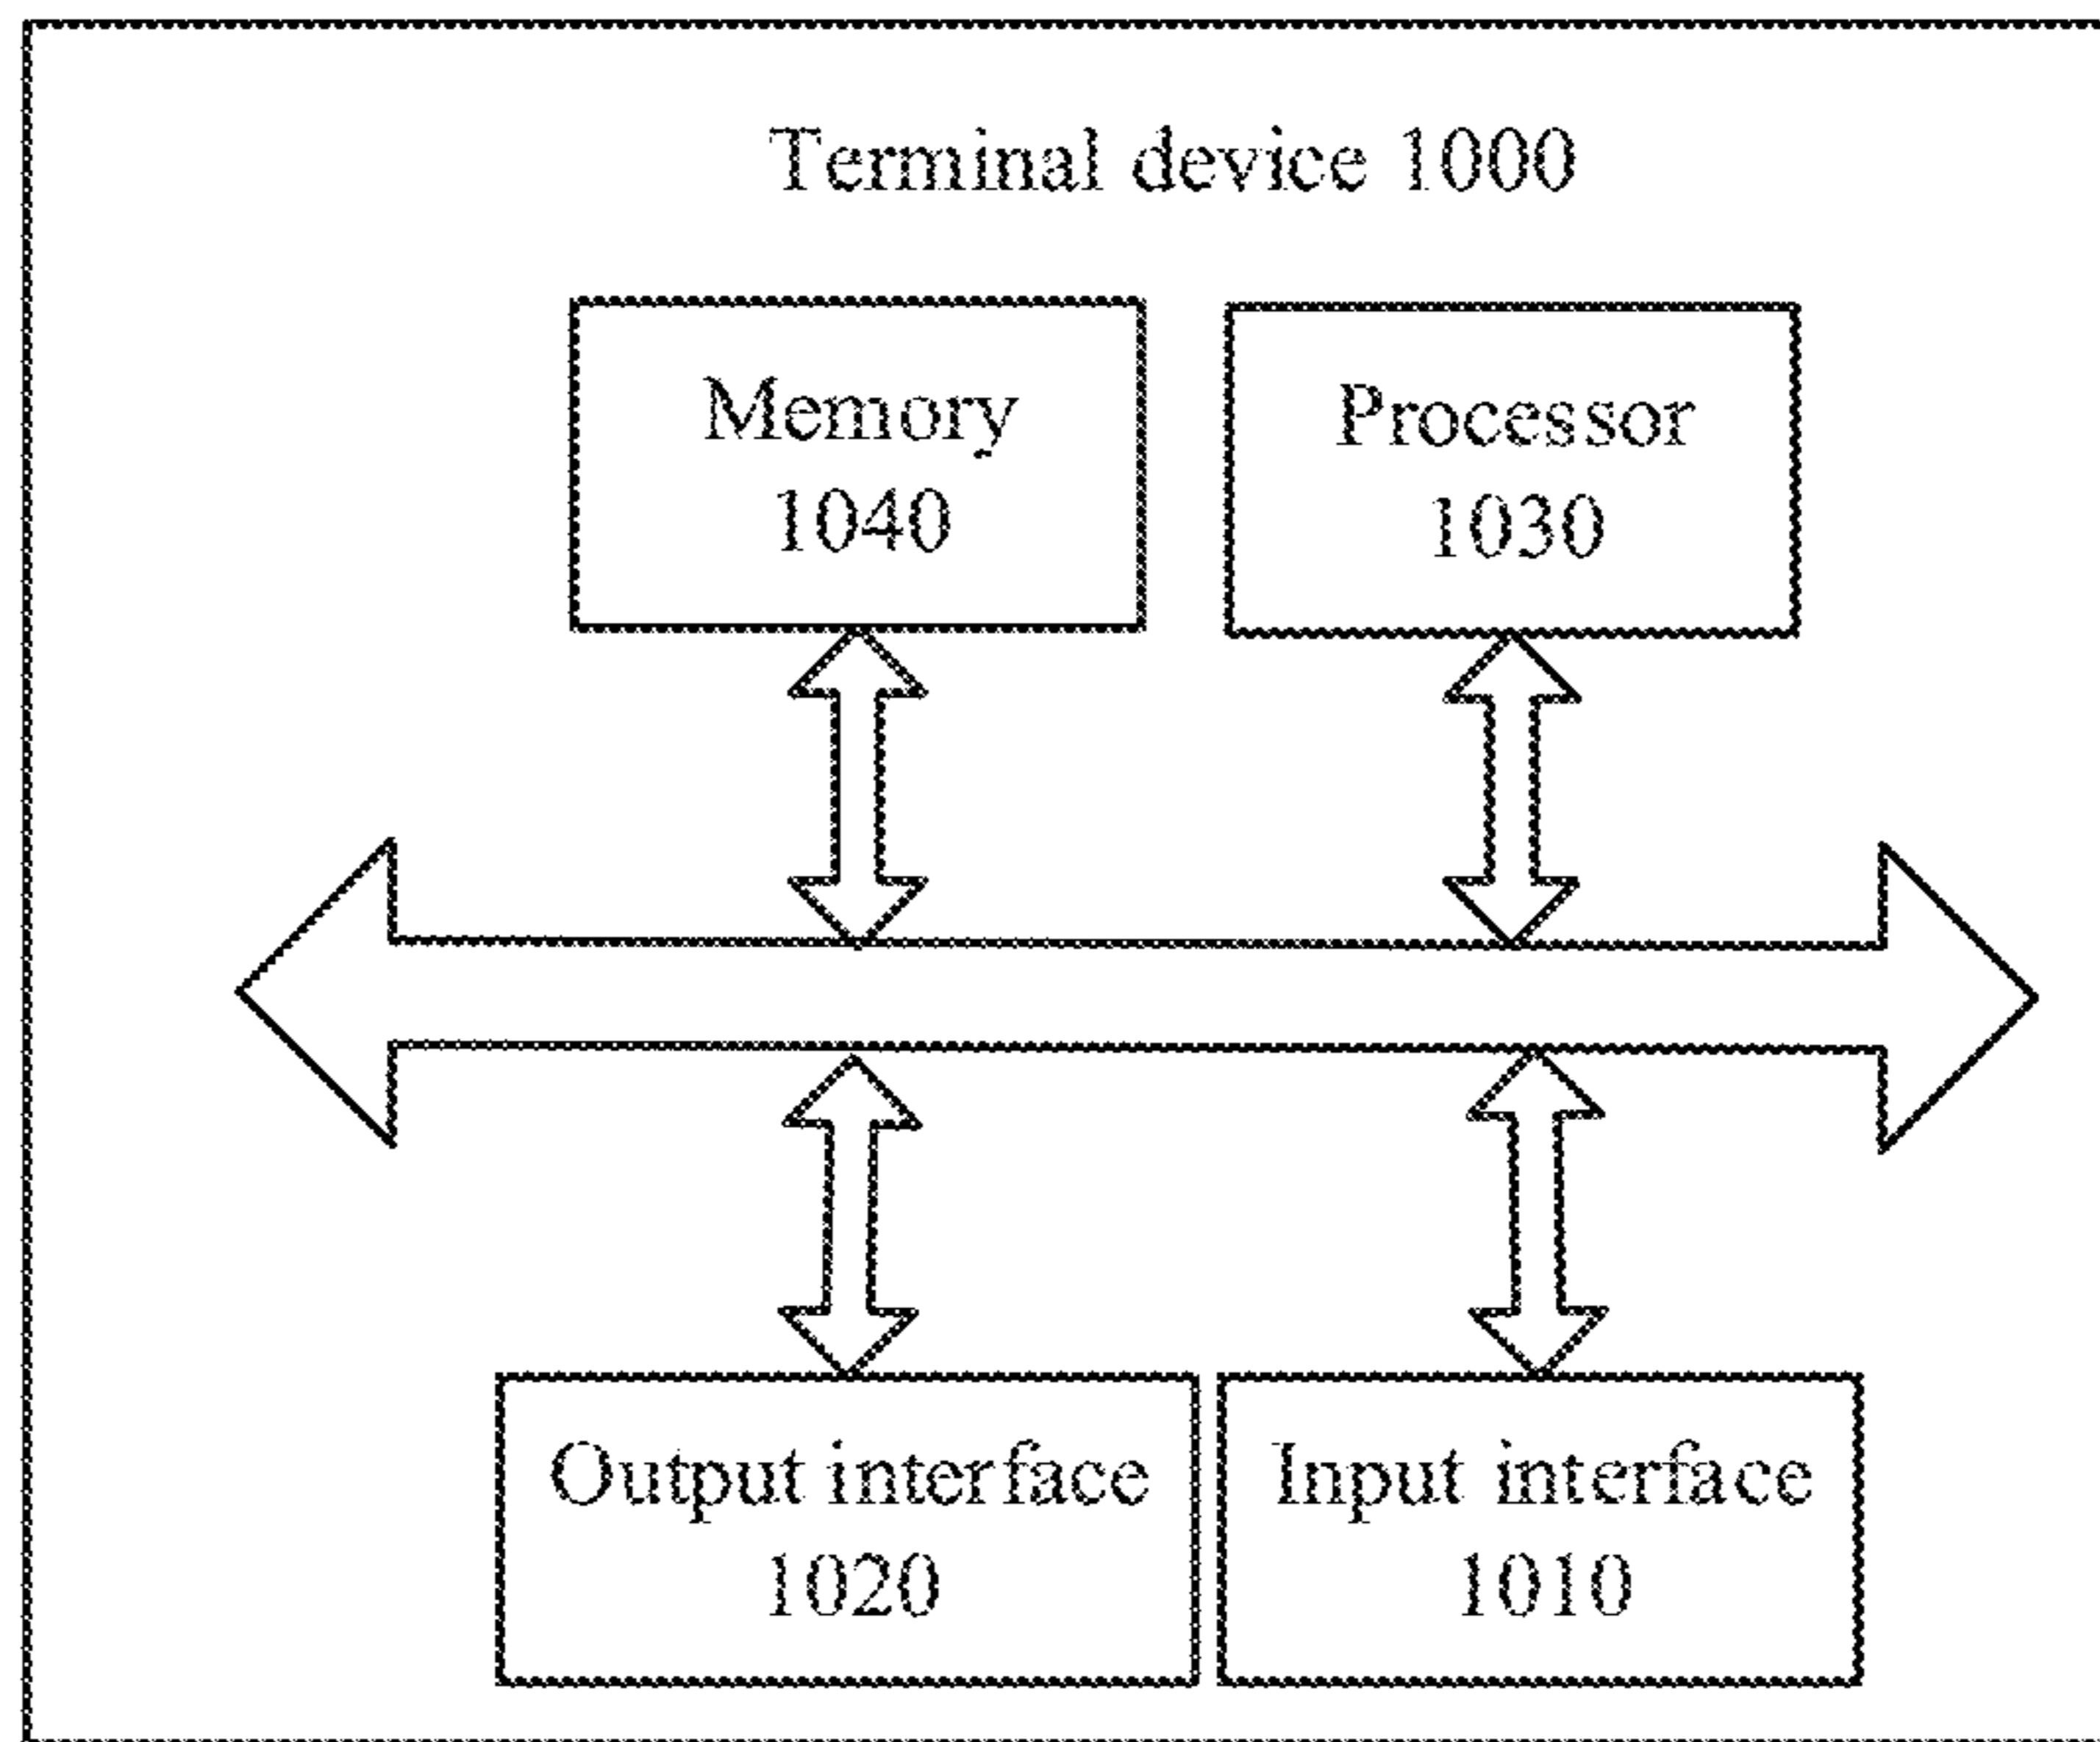 Terminal device 1000
Memory
1040
Processor
1030
Output interface
1020
Input interface
1010